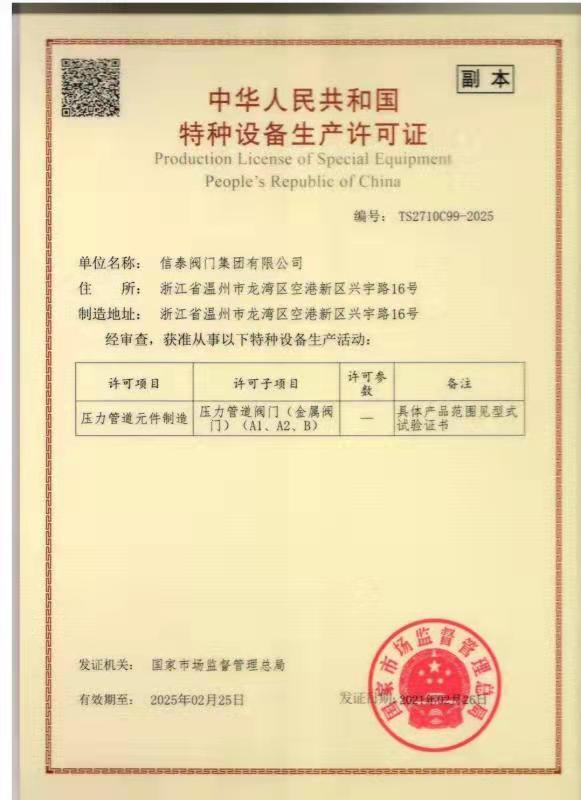 副 本
中华人民共和国
特种设备生产许可证
Production License of Special Equipment
People's Republic of China
编号： TS2710C99-2025
单位名称： 信泰阀门集团有限公司
住 所： 浙江省温州市龙湾区空港新区兴宇路16号
制造地址： 浙江省温州市龙湾区空港新区兴宇路16号
经审查，获准从事以下特种设备生产活动：
许可项目 许可子项目 许可参数 备注
压力管道元件制造 压力管道阀门（金属阀门）（A1、A2、B） — 具体产品范围见型式试验证书
发证机关： 国家市场监督管理总局
有效期至： 2025年02月25日
发证日期： 2021年02月26日
国家市场监督管理总局